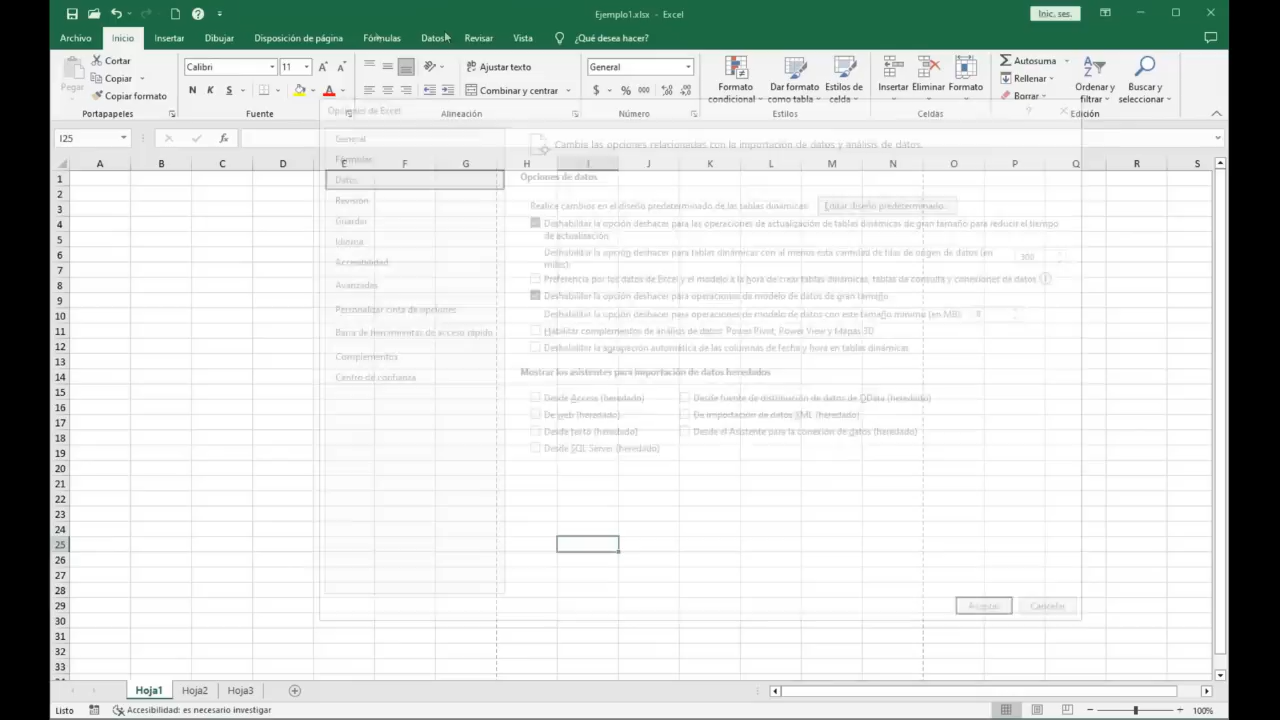 Ejemplo1.xlsx - Excel
Inic. ses.
Archivo Inicio Insertar Dibujar Disposición de página Fórmulas Datos Revisar Vista ¿Qué desea hacer?
Pegar
Cortar
Copiar
Copiar formato
Portapapeles
Calibri 11
N K S
Fuente
Ajustar texto
Combinar y centrar
Alineación
General
$ % 000
Número
Formato condicional
Dar formato como tabla
Estilos de celda
Estilos
Insertar Eliminar Formato
Celdas
Autosuma
Rellenar
Borrar
Ordenar y filtrar
Buscar y seleccionar
Edición
I25
fx
A B C D E F G H I J K L M N O P Q R S
1
2
3
4
5
6
7
8
9
10
11
12
13
14
15
16
17
18
19
20
21
22
23
24
25
26
27
28
29
30
31
32
33
Opciones de Excel
General
Fórmulas
Datos
Revisión
Guardar
Idioma
Accesibilidad
Avanzadas
Personalizar cinta de opciones
Barra de herramientas de acceso rápido
Complementos
Centro de confianza
Cambia las opciones relacionadas con la importación de datos y análisis de datos.
Opciones de datos
Realice cambios en el diseño predeterminado de las tablas dinámicas: Editar diseño predeterminado...
Deshabilitar la opción deshacer para las operaciones de actualización de tablas dinámicas de gran tamaño para reducir el tiempo
de actualización
Deshabilitar la opción deshacer para tablas dinámicas con al menos esta cantidad de filas de origen de datos (en
miles): 300
Preferencia por los datos de Excel y el modelo a la hora de crear tablas dinámicas, tablas de consulta y conexiones de datos
Deshabilitar la opción deshacer para operaciones de modelo de datos de gran tamaño
Deshabilitar la opción deshacer para operaciones de modelo de datos con este tamaño mínimo (en MB): 8
Habilitar complementos de análisis de datos: Power Pivot, Power View y Mapas 3D
Deshabilitar la agrupación automática de las columnas de fecha y hora en tablas dinámicas
Mostrar los asistentes para importación de datos heredados
Desde Access (heredado) Desde fuente de distribución de datos de OData (heredado)
De web (heredado) De importación de datos XML (heredado)
Desde texto (heredado) Desde el Asistente para la conexión de datos (heredado)
Desde SQL Server (heredado)
Aceptar Cancelar
Hoja1 Hoja2 Hoja3
Listo Accesibilidad: es necesario investigar 100%